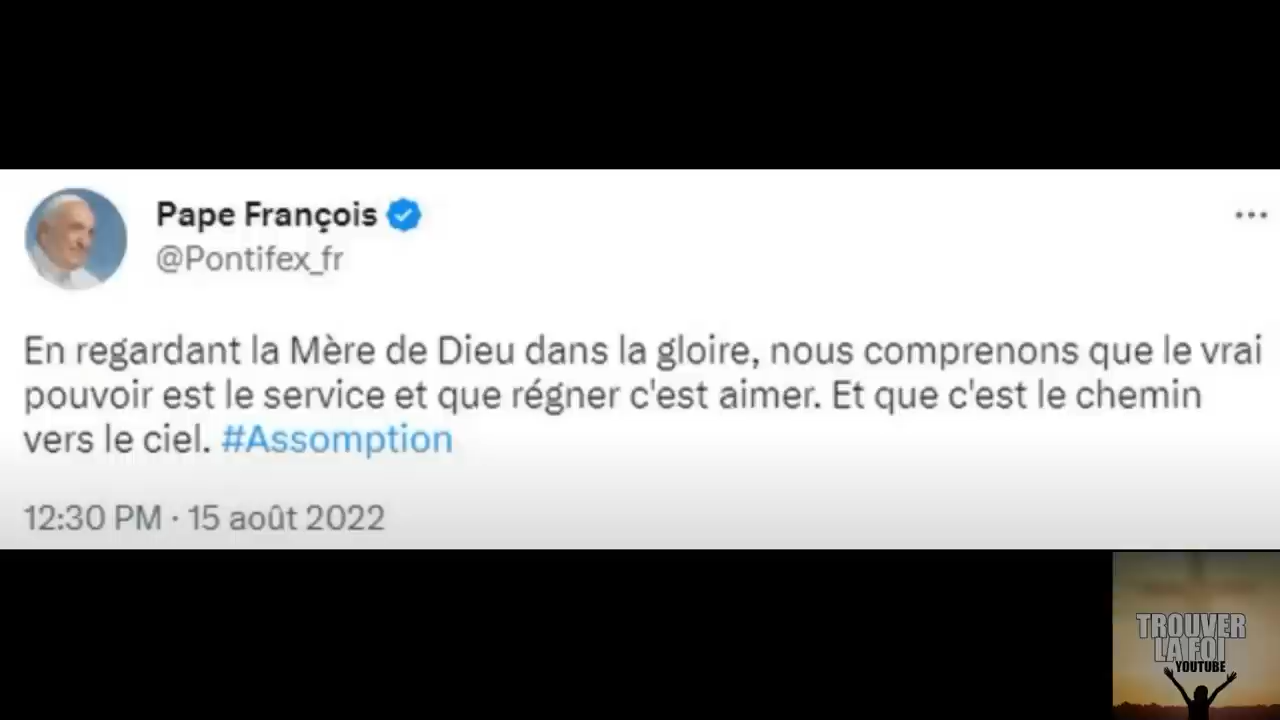 Pape François
@Pontifex_fr
En regardant la Mère de Dieu dans la gloire, nous comprenons que le vrai
pouvoir est le service et que régner c'est aimer. Et que c'est le chemin
vers le ciel. #Assomption
12:30 PM · 15 août 2022
TROUVER
LA FOI
YOUTUBE